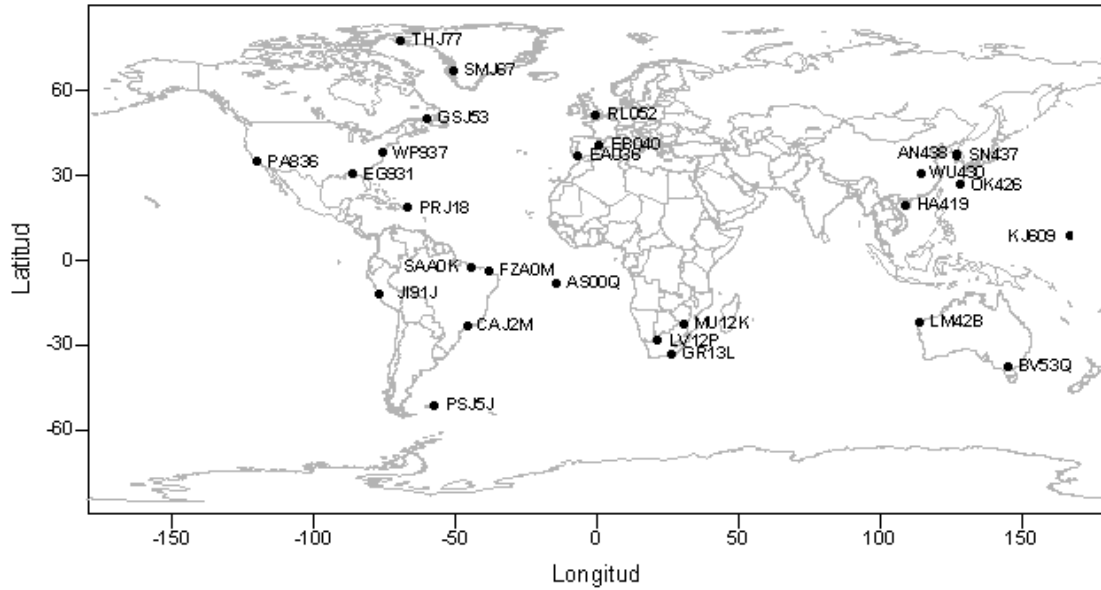 THJ77
SMJ67
60
GSJ53
RL052
WP937
EB040
PA836
EA036
AN438
SN437
30
EG931
WU430
OK426
PRJ18
HA419
KJ609
Latitud
0
SAA0K
FZA0M
AS00Q
JI91J
CAJ2M
MU12K
LM42B
-30
LV12P
GR13L
BV53Q
PSJ5J
-60
-150
-100
-50
0
50
100
150
Longitud